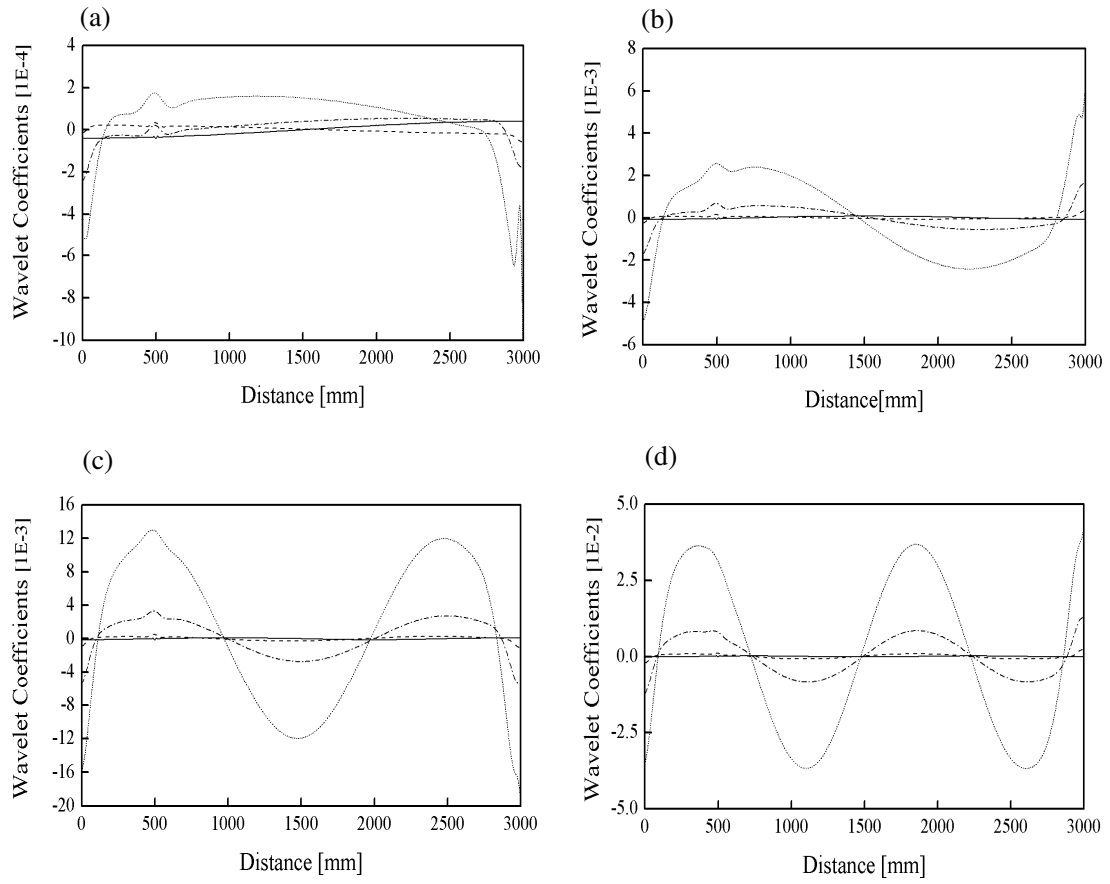 (a)
Wavelet Coefficients [1E-4]
4
2
0
-2
-4
-6
-8
-10
0 500 1000 1500 2000 2500 3000
Distance [mm]
(b)
Wavelet Coefficients [1E-3]
8
6
4
2
0
-2
-4
-6
0 500 1000 1500 2000 2500 3000
Distance[mm]
(c)
Wavelet Coefficients [1E-3]
16
12
8
4
0
-4
-8
-12
-16
-20
0 500 1000 1500 2000 2500 3000
Distance [mm]
(d)
Wavelet Coefficients [1E-2]
5.0
2.5
0.0
-2.5
-5.0
0 500 1000 1500 2000 2500 3000
Distance [mm]